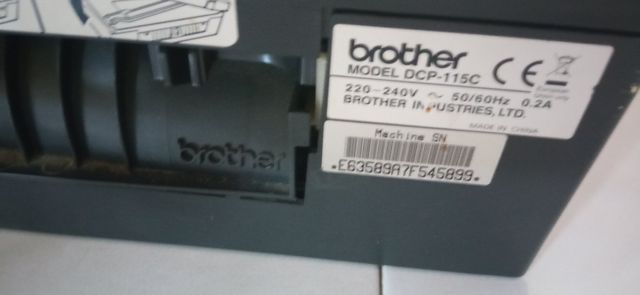 brother
MODEL DCP-115C
CE
220-240V ~ 50/60Hz 0.2A
BROTHER INDUSTRIES, LTD.
MADE IN CHINA
Machine SN
*E63589A7F545899*
brother